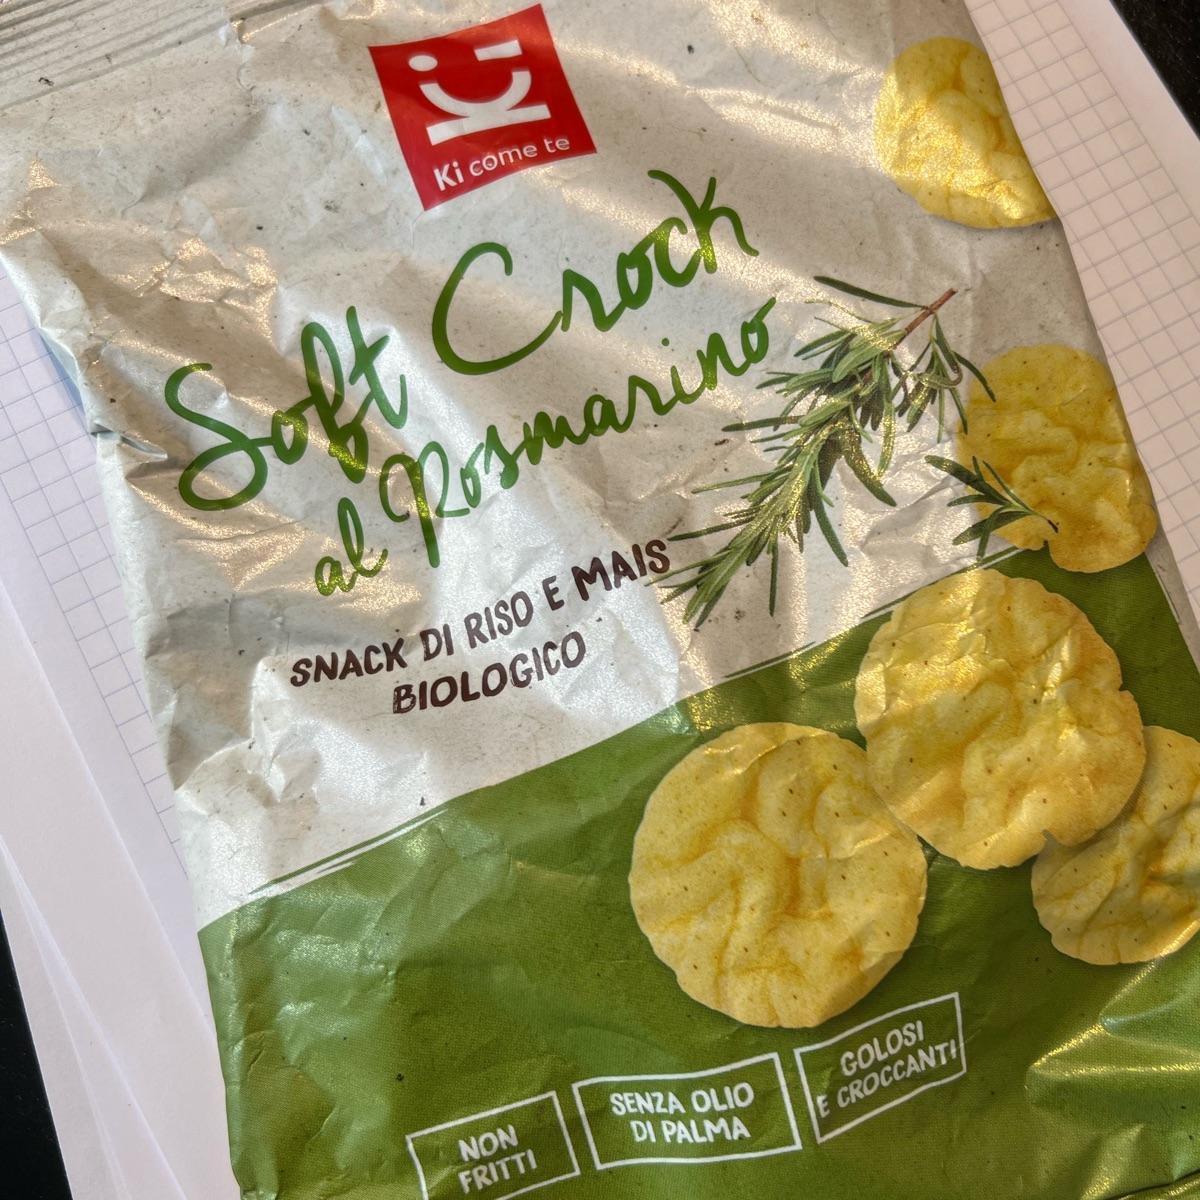 Ki
Ki come te
Soft Crock
al Rosmarino
SNACK DI RISO E MAIS
BIOLOGICO
NON
FRITTI
SENZA OLIO
DI PALMA
GOLOSI
E CROCCANTI